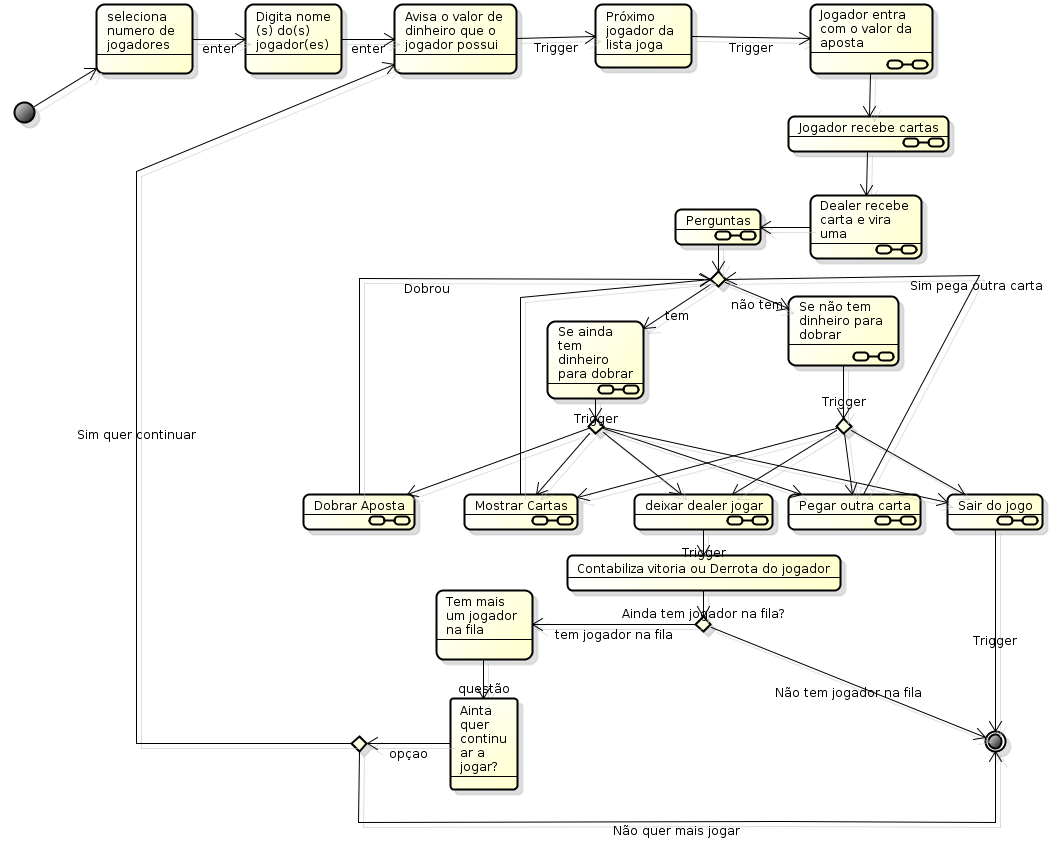 seleciona
numero de
jogadores
enter
Digita nome
(s) do(s)
jogador(es)
enter
Avisa o valor de
dinheiro que o
jogador possui
Trigger
Próximo
jogador da
lista joga
Trigger
Jogador entra
com o valor da
aposta
Jogador recebe cartas
Dealer recebe
carta e vira
uma
Perguntas
Dobrou
Sim pega outra carta
tem
não tem
Se ainda
tem
dinheiro
para dobrar
Se não tem
dinheiro para
dobrar
Trigger
Trigger
Sim quer continuar
Dobrar Aposta
Mostrar Cartas
deixar dealer jogar
Pegar outra carta
Sair do jogo
Trigger
Contabiliza vitoria ou Derrota do jogador
Ainda tem jogador na fila?
Tem mais
um jogador
na fila
tem jogador na fila
Trigger
questão
Não tem jogador na fila
Ainta
quer
continu
ar a
jogar?
opçao
Não quer mais jogar